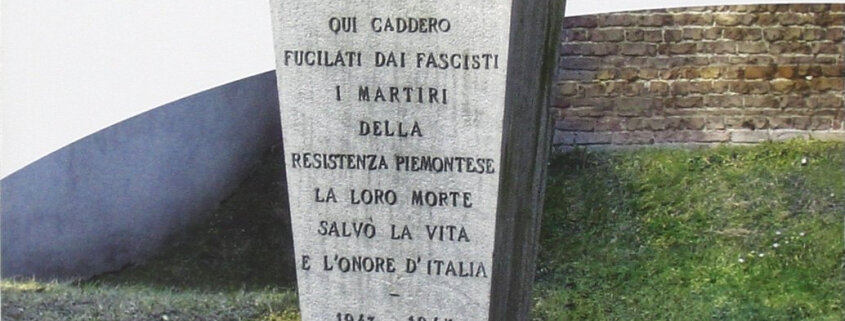 QUI CADDERO
FUCILATI DAI FASCISTI
I MARTIRI
DELLA
RESISTENZA PIEMONTESE
LA LORO MORTE
SALVÒ LA VITA
E L'ONORE D'ITALIA
–